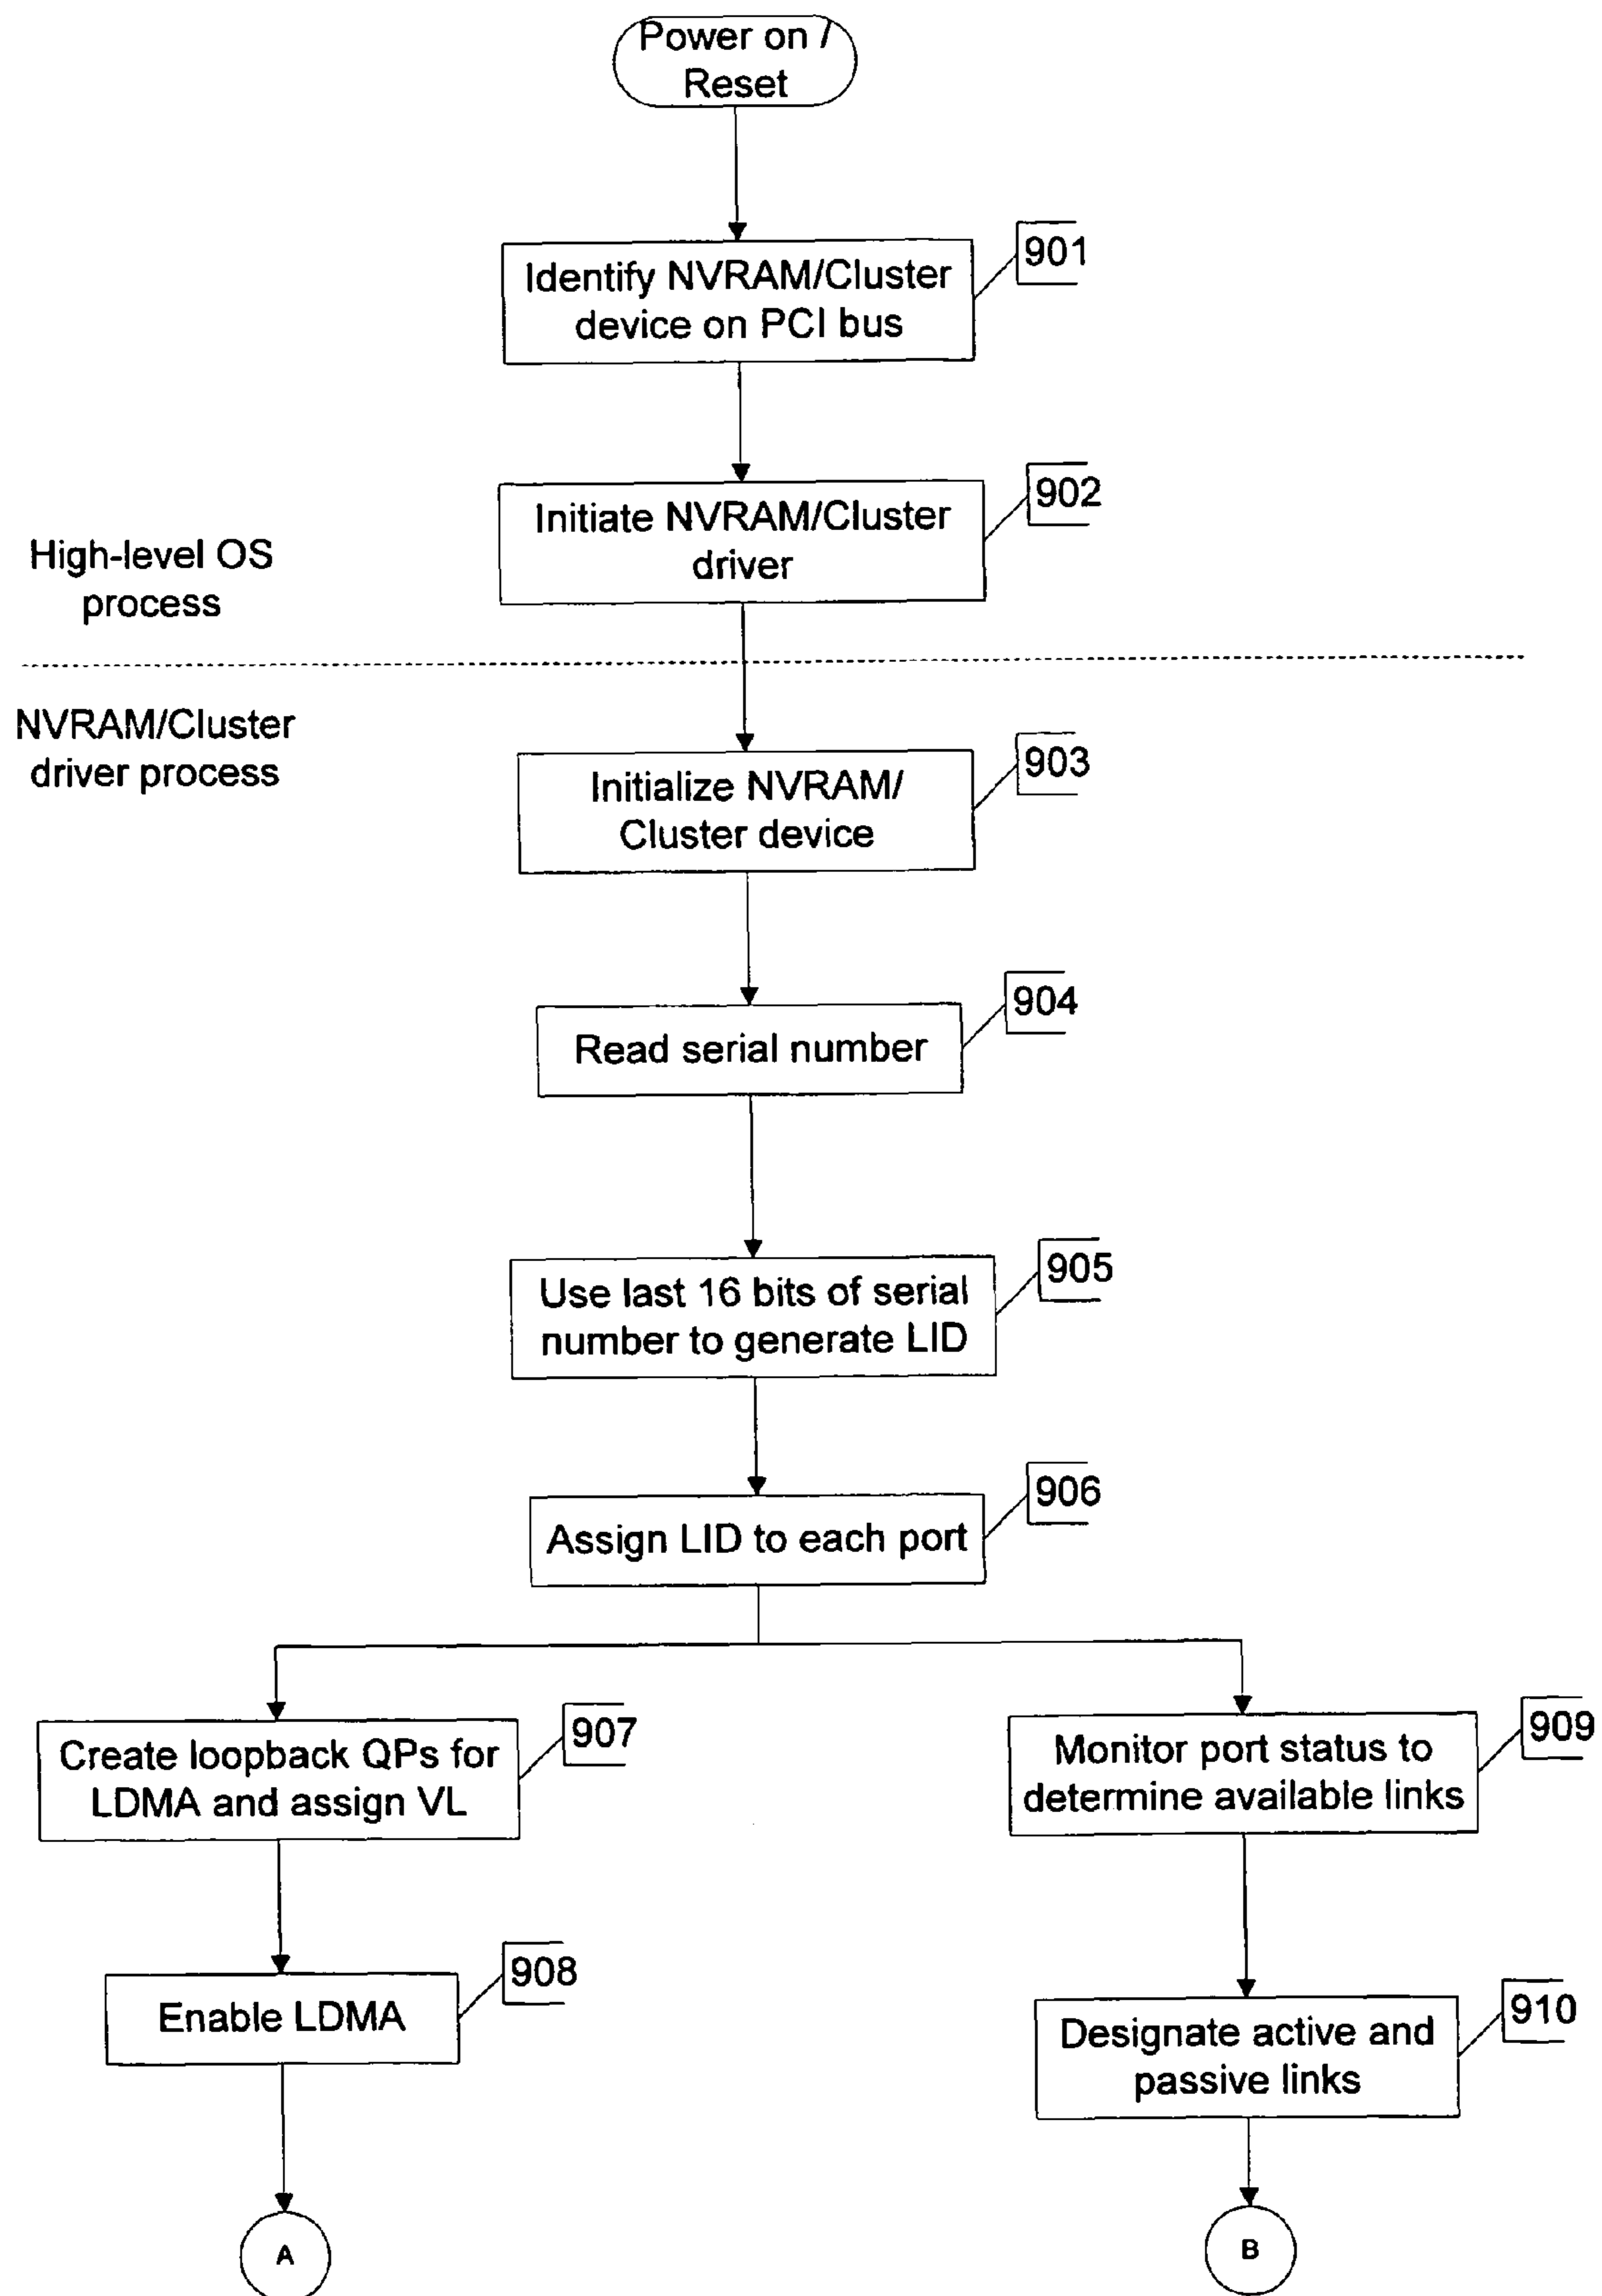 Power on /
Reset
901
Identify NVRAM/Cluster
device on PCI bus
902
Initiate NVRAM/Cluster
driver
High-level OS
process
NVRAM/Cluster
driver process
903
Initialize NVRAM/
Cluster device
904
Read serial number
905
Use last 16 bits of serial
number to generate LID
906
Assign LID to each port
907
Create loopback QPs for
LDMA and assign VL
909
Monitor port status to
determine available links
908
Enable LDMA
910
Designate active and
passive links
A
B